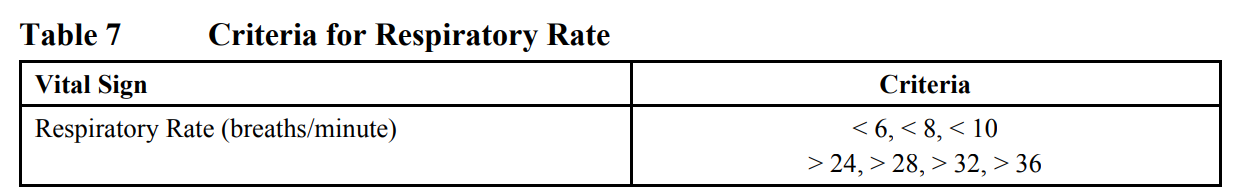 Table 7 Criteria for Respiratory Rate
Vital Sign Criteria
Respiratory Rate (breaths/minute) < 6, < 8, < 10
> 24, > 28, > 32, > 36